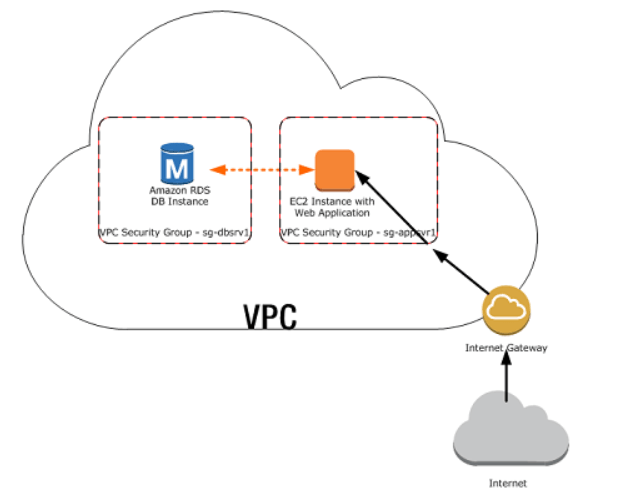 M
Amazon RDS
DB Instance
EC2 Instance with
Web Application
VPC Security Group - sg-dbsrv1
VPC Security Group - sg-appsvr1
VPC
Internet Gateway
Internet